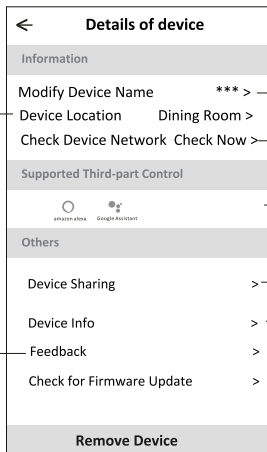 Details of device
Information
Modify Device Name *** >
Device Location Dining Room >
Check Device Network Check Now >
Supported Third-part Control
amazon alexa Google Assistant
Others
Device Sharing >
Device Info >
Feedback >
Check for Firmware Update >
Remove Device